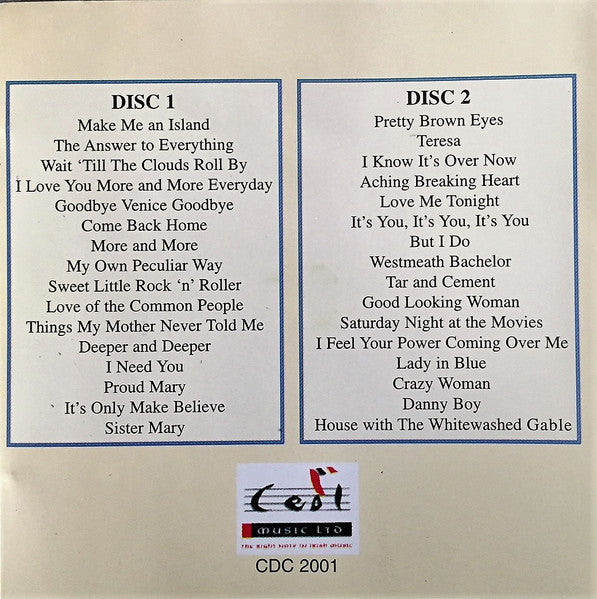 DISC 1
Make Me an Island
The Answer to Everything
Wait 'Till The Clouds Roll By
I Love You More and More Everyday
Goodbye Venice Goodbye
Come Back Home
More and More
My Own Peculiar Way
Sweet Little Rock 'n' Roller
Love of the Common People
Things My Mother Never Told Me
Deeper and Deeper
I Need You
Proud Mary
It's Only Make Believe
Sister Mary
DISC 2
Pretty Brown Eyes
Teresa
I Know It's Over Now
Aching Breaking Heart
Love Me Tonight
It's You, It's You, It's You
But I Do
Westmeath Bachelor
Tar and Cement
Good Looking Woman
Saturday Night at the Movies
I Feel Your Power Coming Over Me
Lady in Blue
Crazy Woman
Danny Boy
House with The Whitewashed Gable
Ceol
MUSIC LTD
THE RIGHT NOTE IN IRISH MUSIC
CDC 2001